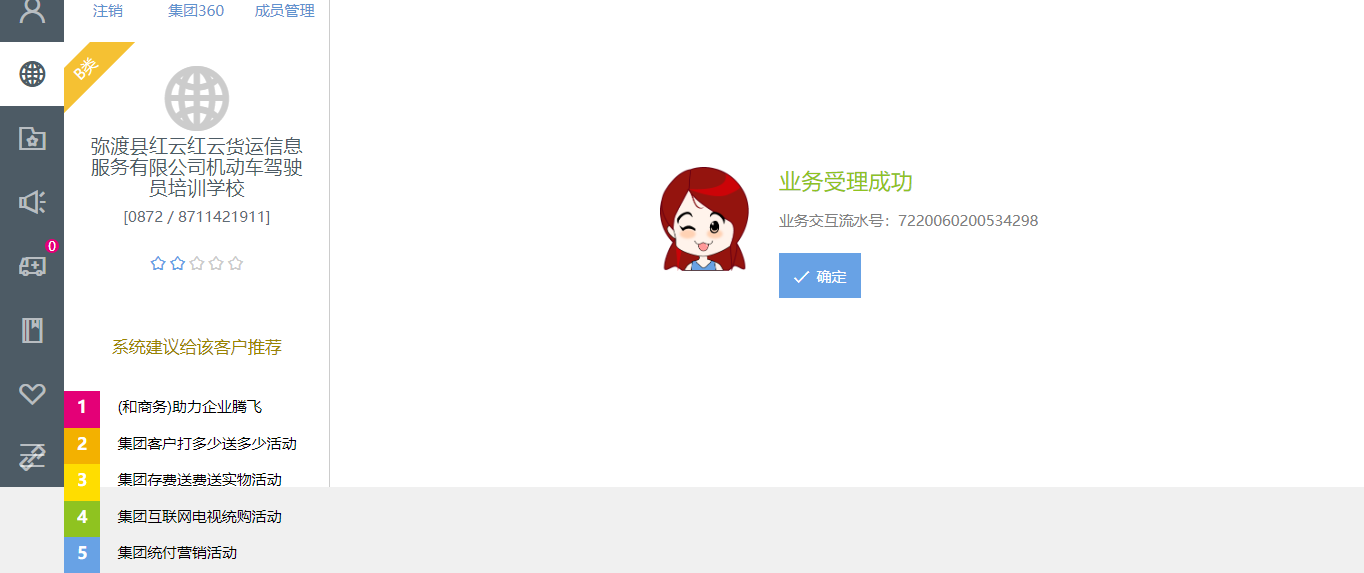 注销 集团360 成员管理
B类
弥渡县红云红云货运信息
服务有限公司机动车驾驶
员培训学校
[0872 / 8711421911]
0
系统建议给该客户推荐
1 (和商务)助力企业腾飞
2 集团客户打多少送多少活动
3 集团存费送费送实物活动
4 集团互联网电视统购活动
5 集团统付营销活动
业务受理成功
业务交互流水号：7220060200534298
确定